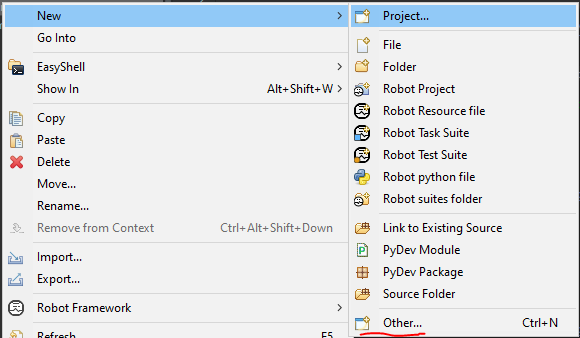 New
Go Into
EasyShell
Show In Alt+Shift+W
Copy
Paste
Delete
Move...
Rename...
Remove from Context Ctrl+Alt+Shift+Down
Import...
Export...
Robot Framework
Refresh F5
Project...
File
Folder
Robot Project
Robot Resource file
Robot Task Suite
Robot Test Suite
Robot python file
Robot suites folder
Link to Existing Source
PyDev Module
PyDev Package
Source Folder
Other... Ctrl+N